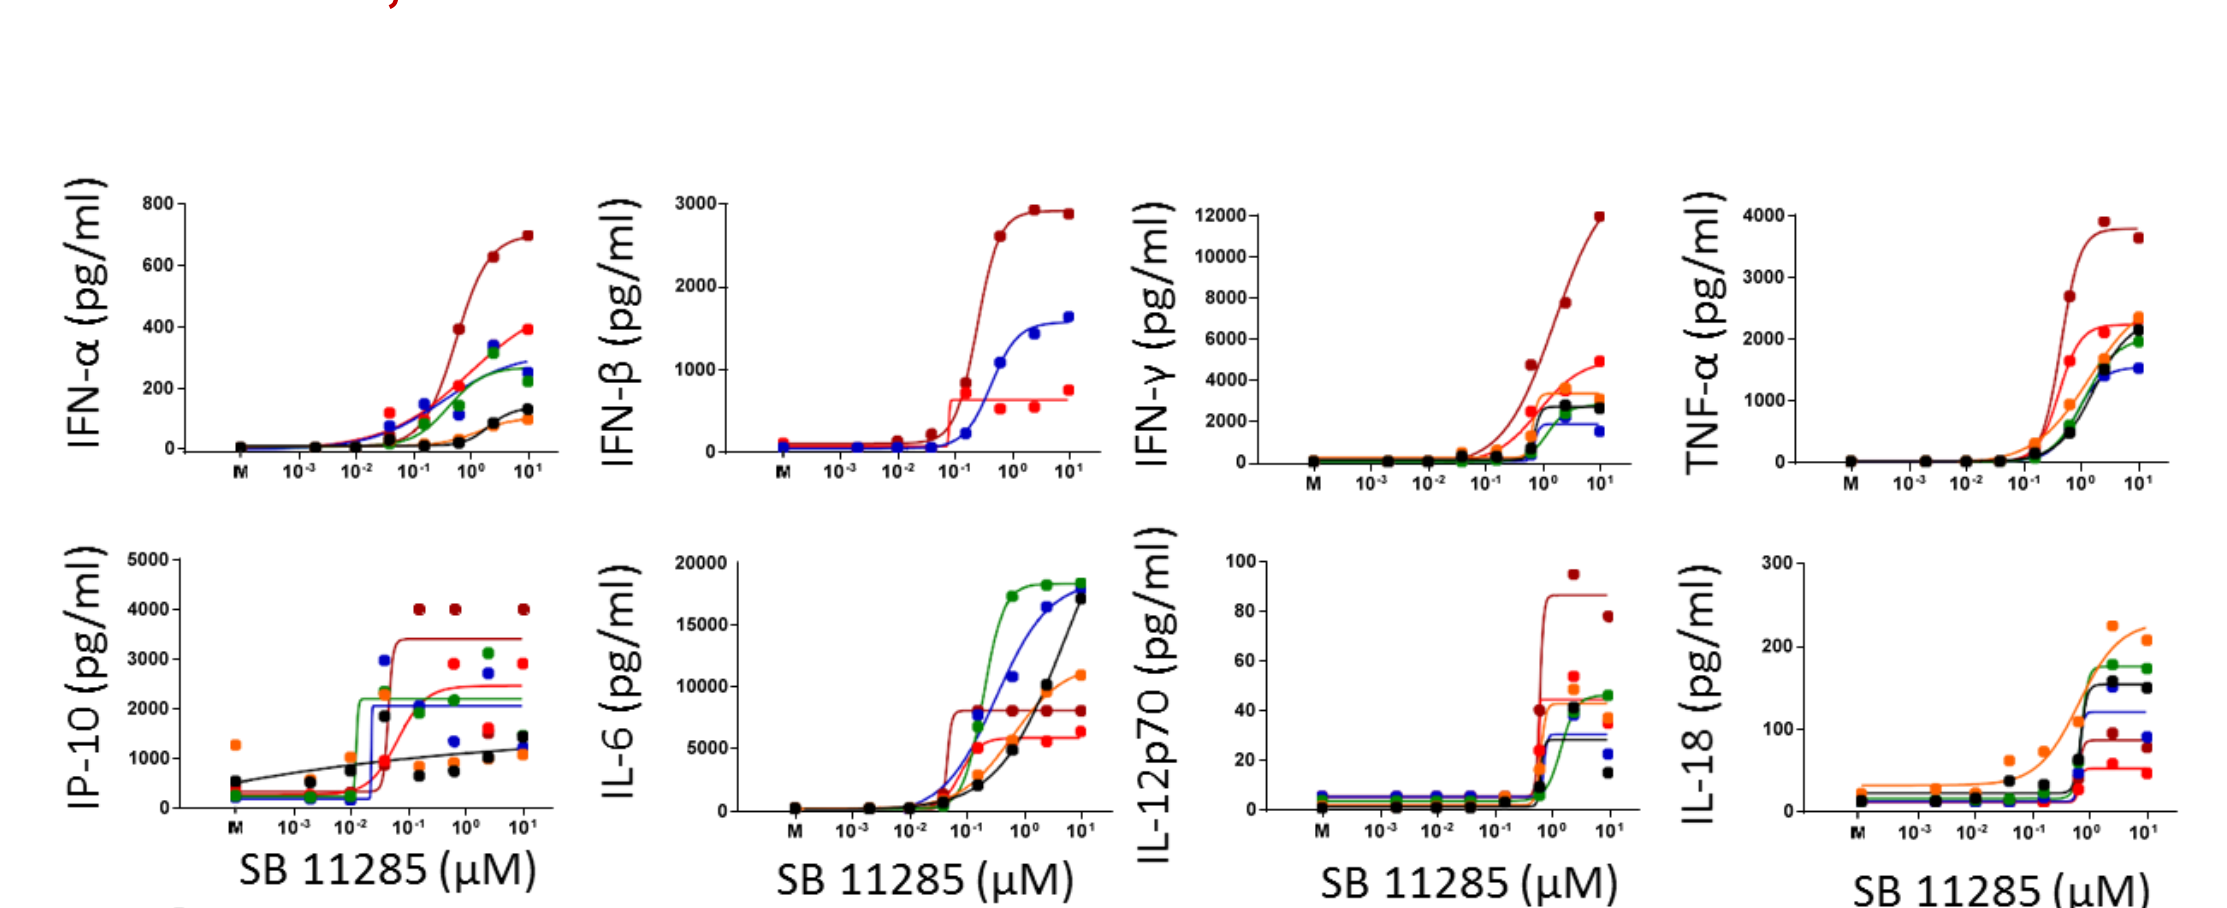 IFN-α (pg/ml)
800
600
400
200
0
M 10-3 10-2 10-1 100 101
IFN-β (pg/ml)
3000
2000
1000
0
M 10-3 10-2 10-1 100 101
IFN-γ (pg/ml)
12000
10000
8000
6000
4000
2000
0
M 10-3 10-2 10-1 100 101
TNF-α (pg/ml)
4000
3000
2000
1000
0
M 10-3 10-2 10-1 100 101
IP-10 (pg/ml)
5000
4000
3000
2000
1000
0
M 10-3 10-2 10-1 100 101
SB 11285 (μM)
IL-6 (pg/ml)
20000
15000
10000
5000
0
M 10-3 10-2 10-1 100 101
SB 11285 (μM)
IL-12p70 (pg/ml)
100
80
60
40
20
0
M 10-3 10-2 10-1 100 101
SB 11285 (μM)
IL-18 (pg/ml)
300
200
100
0
M 10-3 10-2 10-1 100 101
SB 11285 (μM)